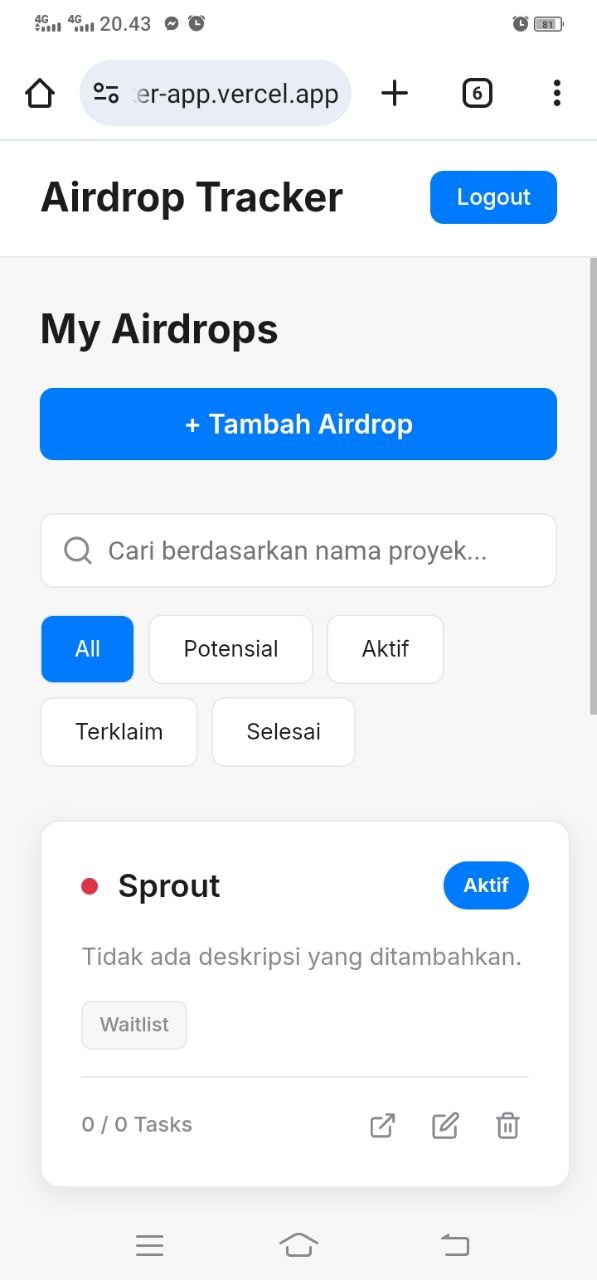 4G 4G 20.43 81
er-app.vercel.app 6
Airdrop Tracker Logout
My Airdrops
+ Tambah Airdrop
Cari berdasarkan nama proyek...
All Potensial Aktif
Terklaim Selesai
Sprout Aktif
Tidak ada deskripsi yang ditambahkan.
Waitlist
0 / 0 Tasks